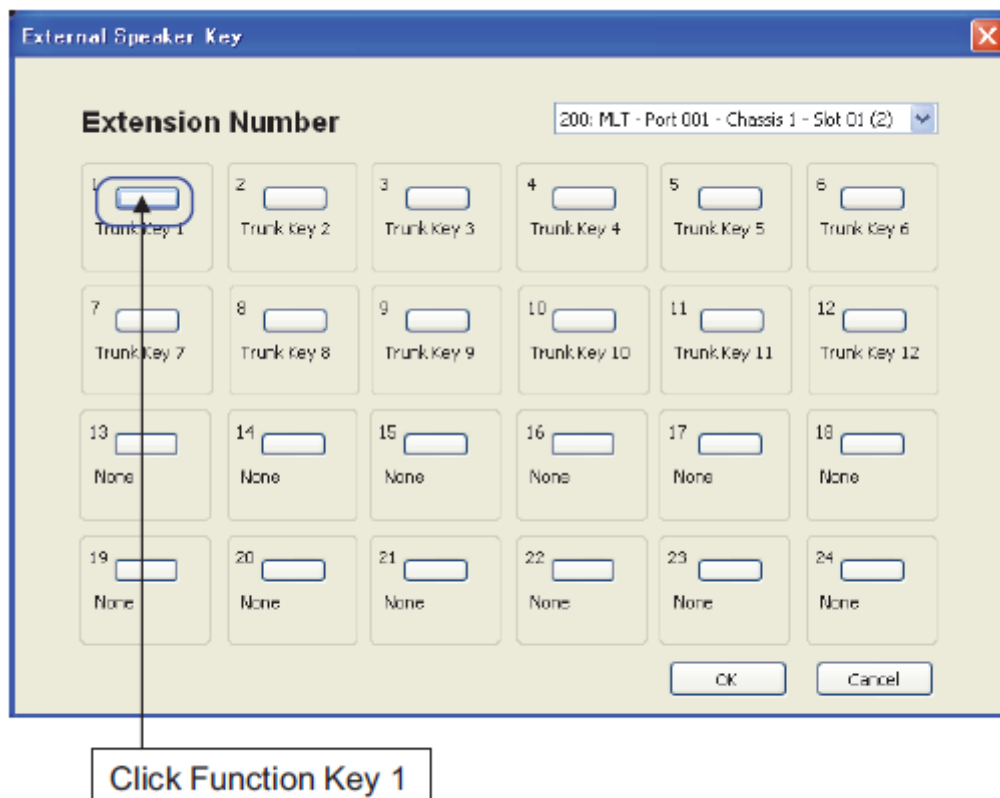 External Speaker Key
Extension Number
200: MLT - Port 001 - Chassis 1 - Slot 01 (2)
1 2 3 4 5 6
Trunk Key 1 Trunk Key 2 Trunk Key 3 Trunk Key 4 Trunk Key 5 Trunk Key 6
7 8 9 10 11 12
Trunk Key 7 Trunk Key 8 Trunk Key 9 Trunk Key 10 Trunk Key 11 Trunk Key 12
13 14 15 16 17 18
None None None None None None
19 20 21 22 23 24
None None None None None None
OK Cancel
Click Function Key 1